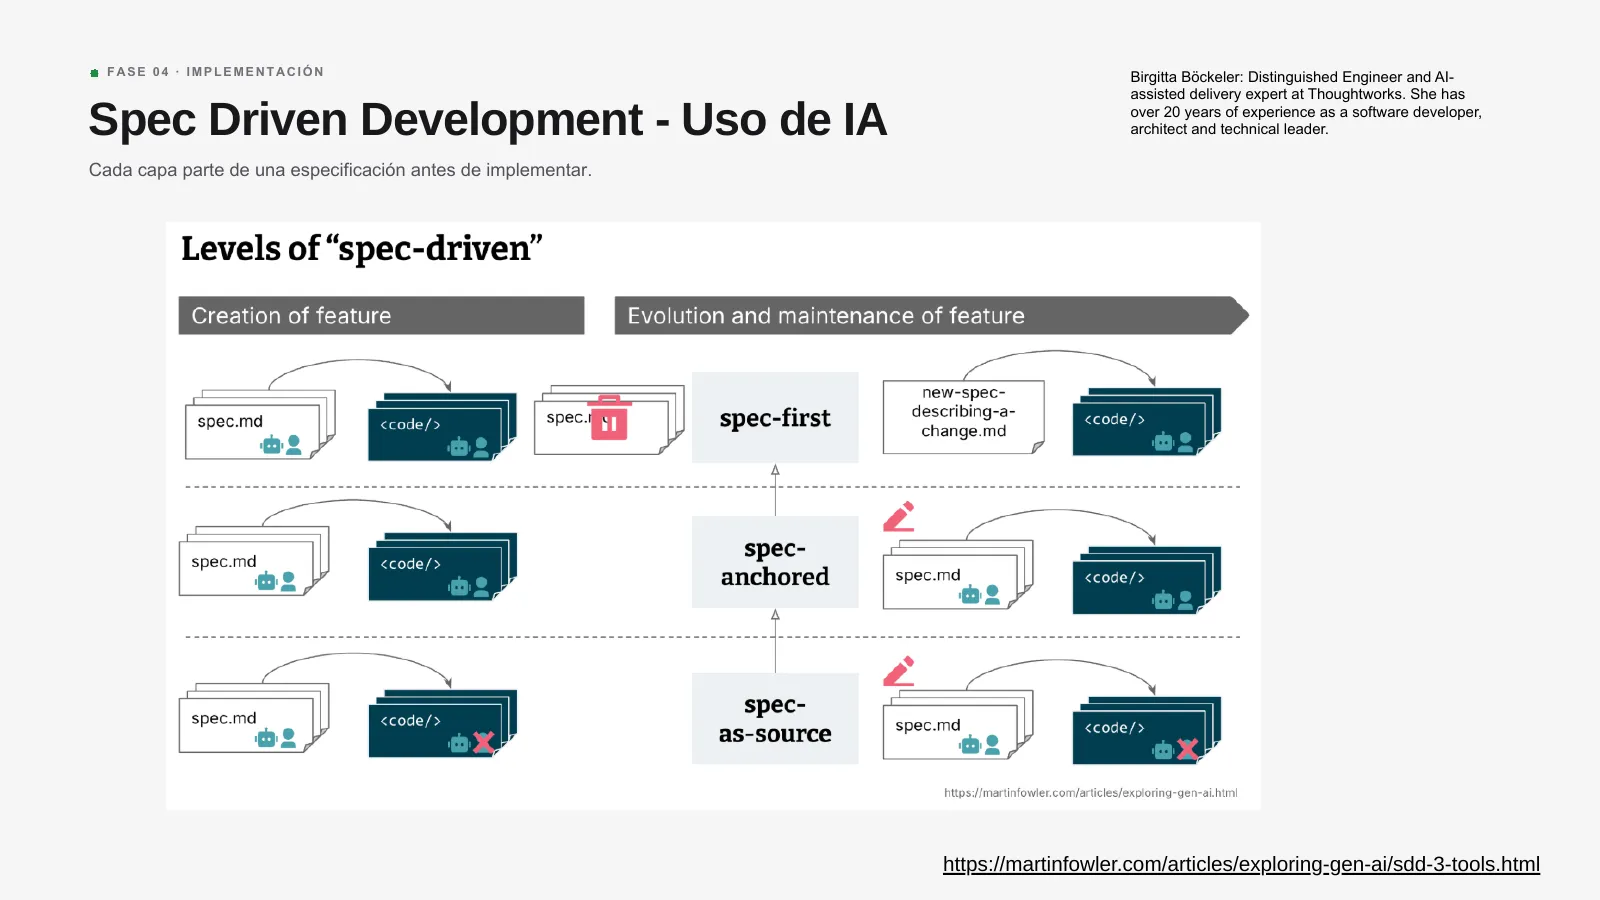 FASE 04 · IMPLEMENTACIÓN
Spec Driven Development - Uso de IA
Cada capa parte de una especificación antes de implementar.
Birgitta Böckeler: Distinguished Engineer and AI-
assisted delivery expert at Thoughtworks. She has
over 20 years of experience as a software developer,
architect and technical leader.
Levels of “spec-driven”
Creation of feature
Evolution and maintenance of feature
spec.md
<code/>
spec-first
new-spec-
describing-a-
change.md
<code/>
spec.md
<code/>
spec-
anchored
spec.md
<code/>
spec.md
<code/>
spec-
as-source
spec.md
<code/>
https://martinfowler.com/articles/exploring-gen-ai.html
https://martinfowler.com/articles/exploring-gen-ai/sdd-3-tools.html